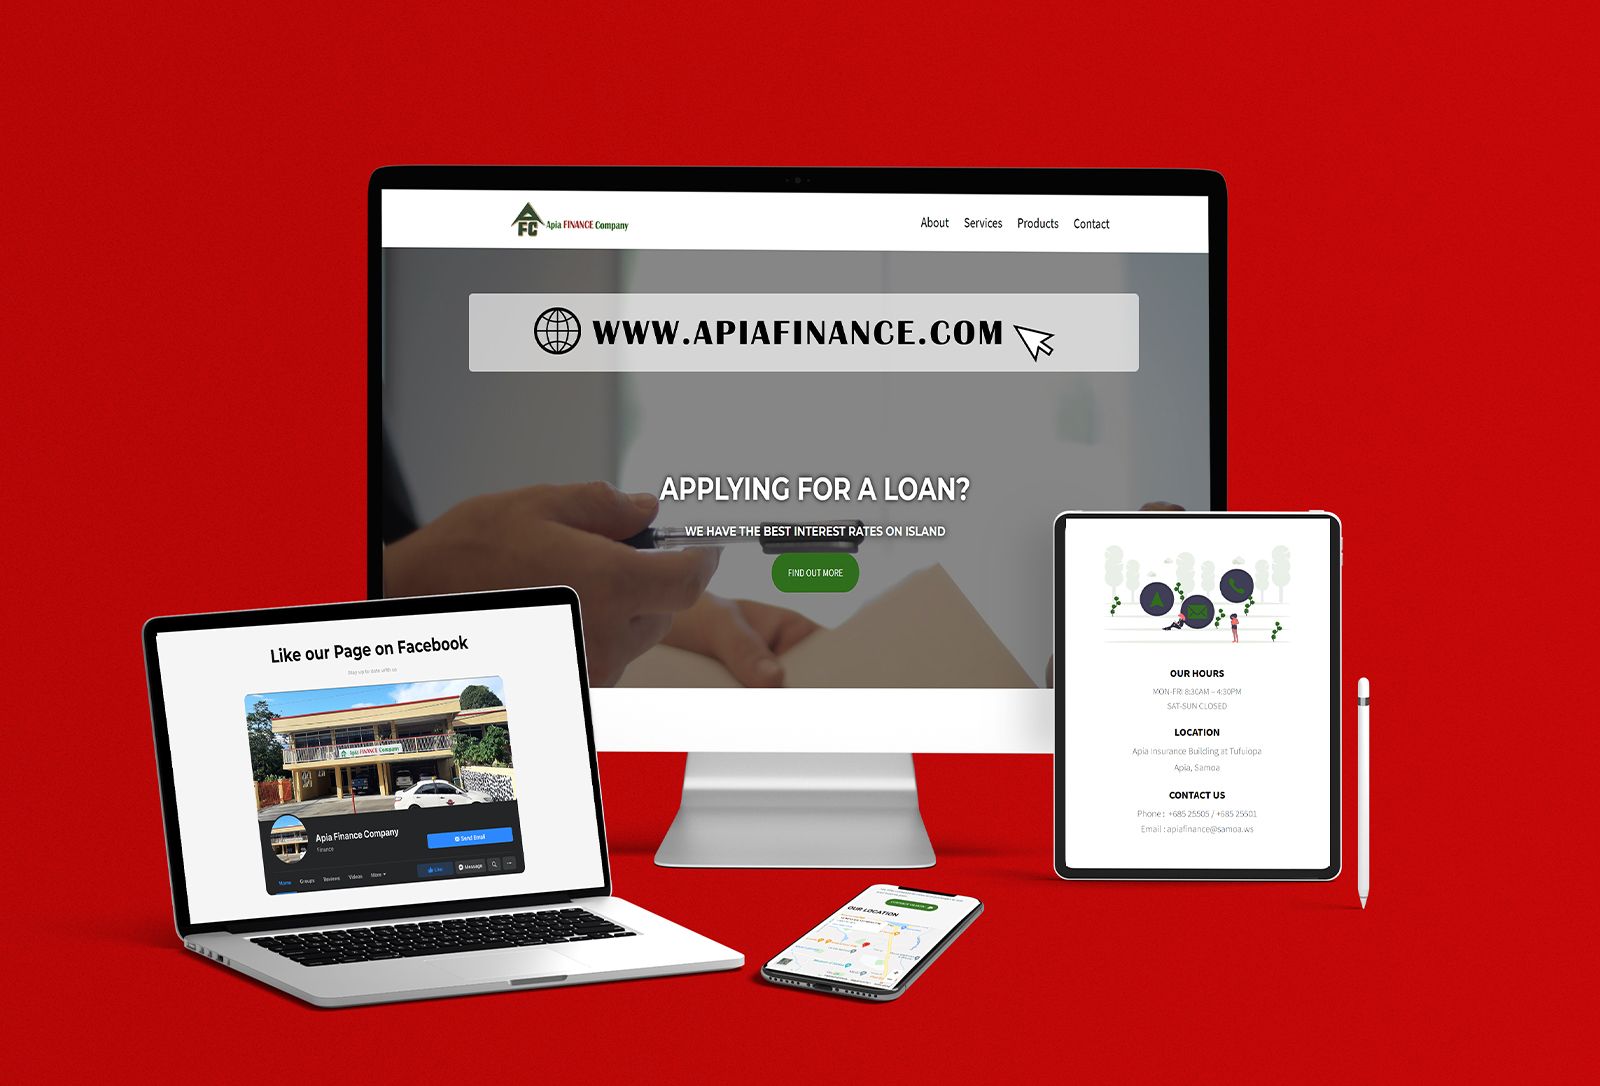 AFC Apia FINANCE Company
About Services Products Contact
WWW.APIAFINANCE.COM
APPLYING FOR A LOAN?
WE HAVE THE BEST INTEREST RATES ON ISLAND
FIND OUT MORE
Like our Page on Facebook
Stay up to date with us
Apia FINANCE Company
Apia Finance Company
Finance
Send Email
Home Groups Reviews Videos More
Like Message
OUR LOCATION
OUR HOURS
MON-FRI 8:30AM – 4:30PM
SAT-SUN CLOSED
LOCATION
Apia Insurance Building at Tufuiopa
Apia, Samoa
CONTACT US
Phone : +685 25505 / +685 25501
Email : apiafinance@samoa.ws